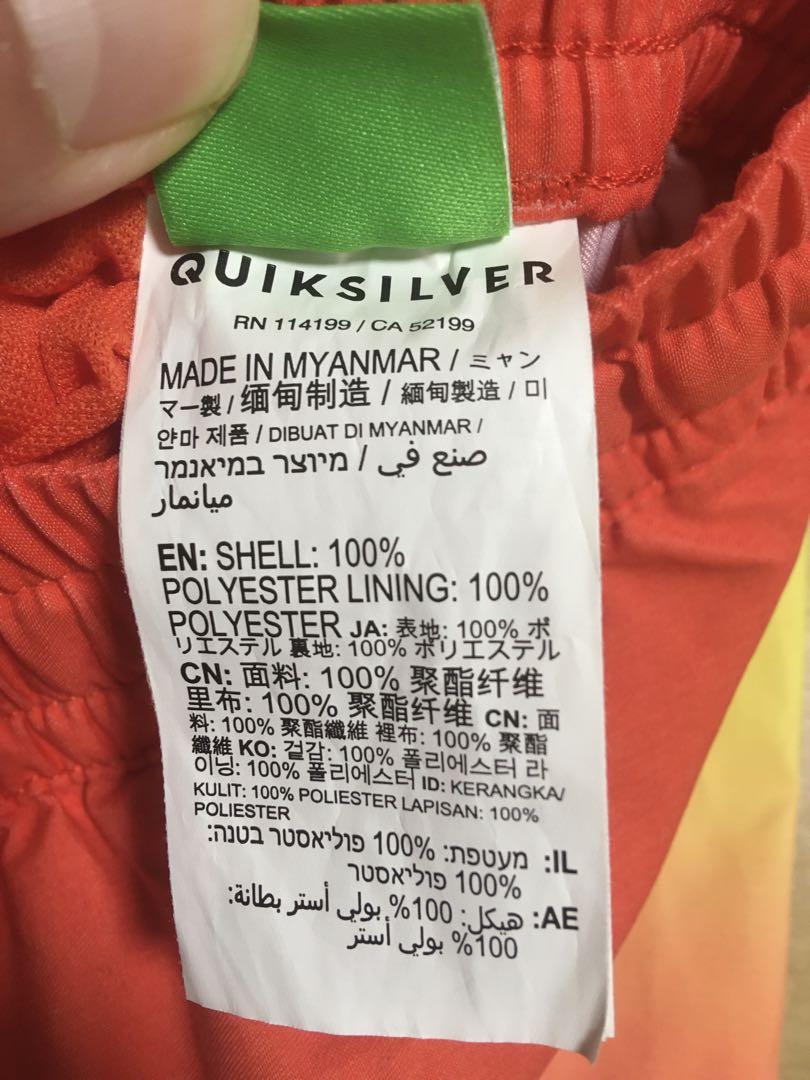 QUIKSILVER
RN 114199 / CA 52199
MADE IN MYANMAR / ミャン
マー製 / 缅甸制造 / 緬甸製造 / 미
얀마 제품 / DIBUAT DI MYANMAR /
מיוצר במיאנמר / صنع في
ميانمار
EN: SHELL: 100%
POLYESTER LINING: 100%
POLYESTER JA: 表地: 100% ポ
リエステル 裏地: 100% ポリエステル
CN: 面料: 100% 聚酯纤维
里布: 100% 聚酯纤维 CN: 面
料: 100% 聚酯纖維 裡布: 100% 聚酯
纖維 KO: 겉감: 100% 폴리에스터 라
이닝: 100% 폴리에스터 ID: KERANGKA/
KULIT: 100% POLIESTER LAPISAN: 100%
POLIESTER
IL: מעטפת: 100% פוליאסטר בטנה:
100% פוליאסטר
AE: هيكل: 100% بولي أستر بطانة:
100% بولي أستر